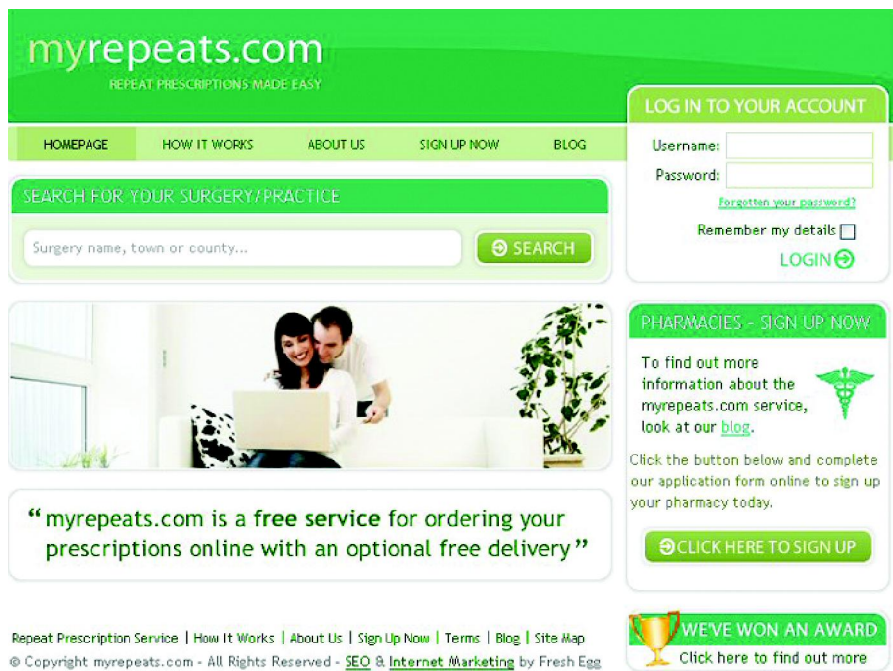 myrepeats.com
REPEAT PRESCRIPTIONS MADE EASY
HOMEPAGE HOW IT WORKS ABOUT US SIGN UP NOW BLOG
LOG IN TO YOUR ACCOUNT
Username:
Password:
Forgotten your password?
Remember my details
LOGIN
SEARCH FOR YOUR SURGERY/PRACTICE
Surgery name, town or county...
SEARCH
PHARMACIES - SIGN UP NOW
To find out more
information about the
myrepeats.com service,
look at our blog.
Click the button below and complete
our application form online to sign up
your pharmacy today.
CLICK HERE TO SIGN UP
“myrepeats.com is a free service for ordering your
prescriptions online with an optional free delivery”
WE'VE WON AN AWARD
Click here to find out more
Repeat Prescription Service | How It Works | About Us | Sign Up Now | Terms | Blog | Site Map
© Copyright myrepeats.com - All Rights Reserved - SEO & Internet Marketing by Fresh Egg